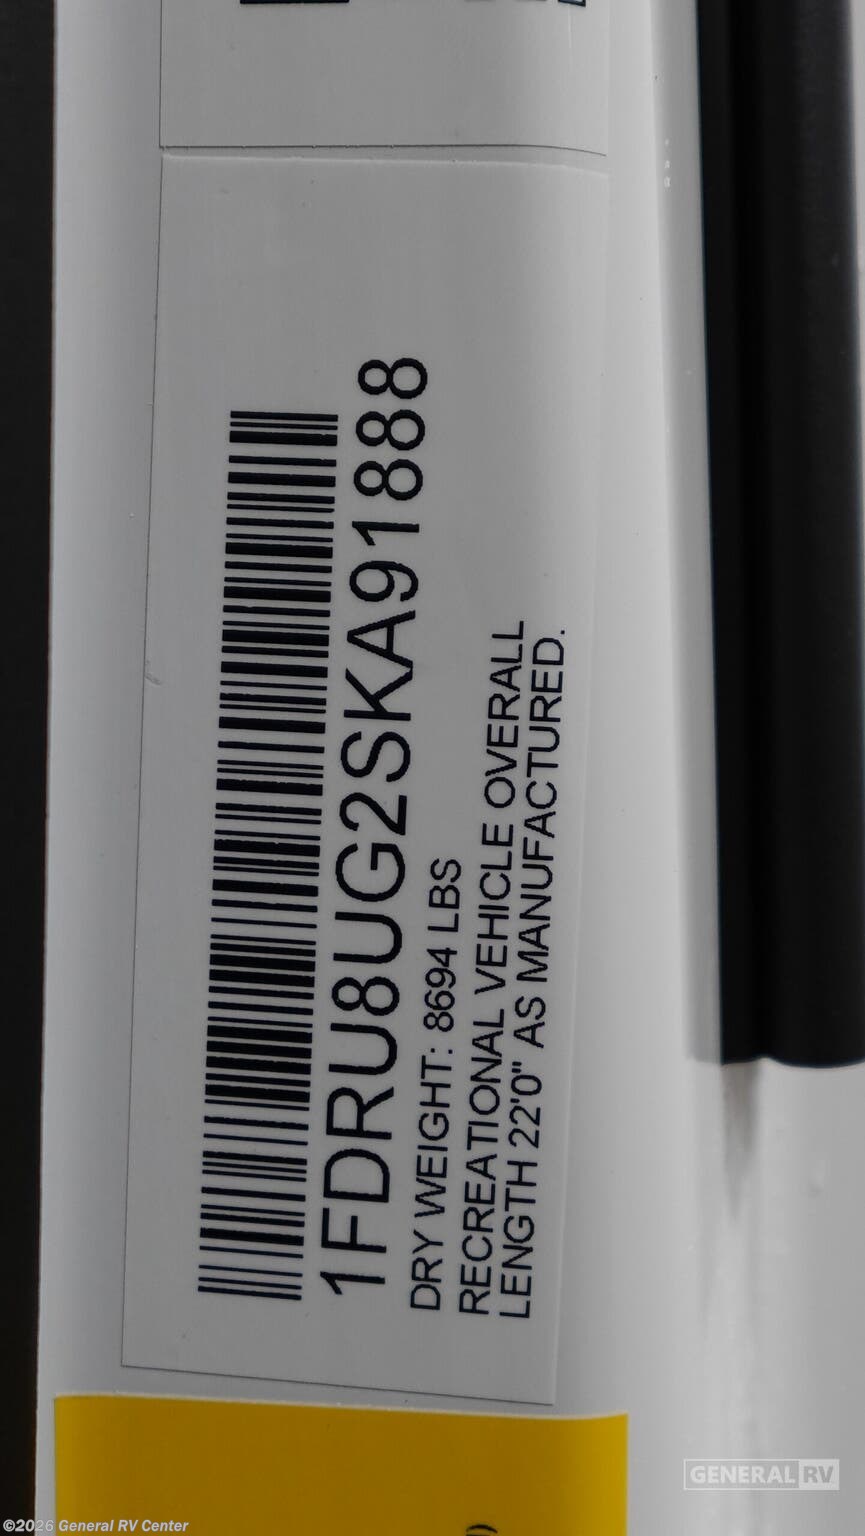 1FDRU8UG2SKA91888
DRY WEIGHT: 8694 LBS
RECREATIONAL VEHICLE OVERALL
LENGTH 22'0" AS MANUFACTURED.
GENERAL RV
©2026 General RV Center